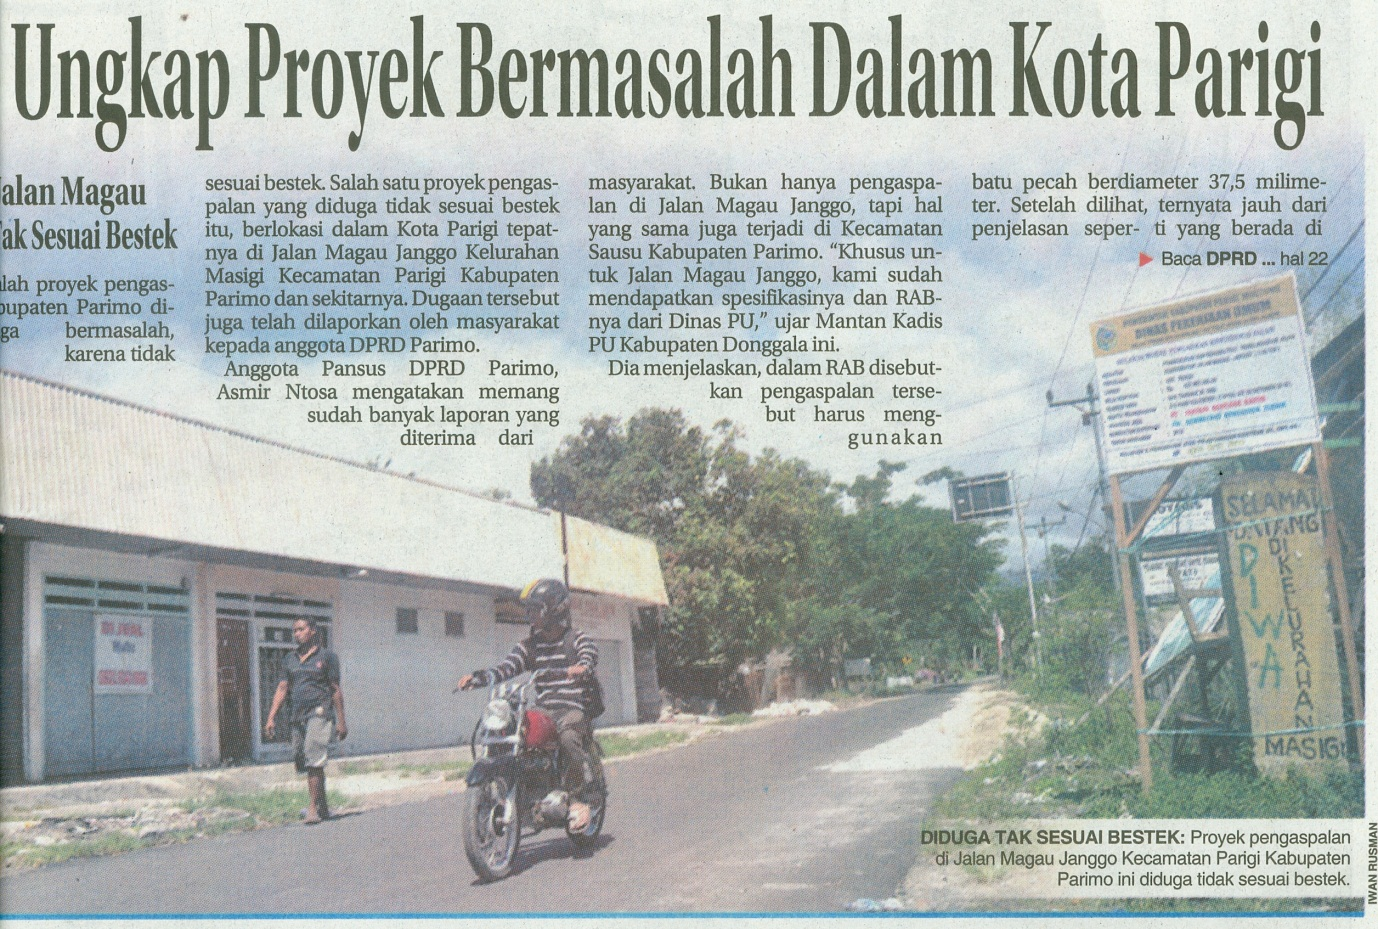 Ungkap Proyek Bermasalah Dalam Kota Parigi
Jalan Magau
Tak Sesuai Bestek
lah proyek pengas-
upaten Parimo di-
ga bermasalah,
karena tidak
sesuai bestek. Salah satu proyek pengas-
palan yang diduga tidak sesuai bestek
itu, berlokasi dalam Kota Parigi tepat-
nya di Jalan Magau Janggo Kelurahan
Masigi Kecamatan Parigi Kabupaten
Parimo dan sekitarnya. Dugaan tersebut
juga telah dilaporkan oleh masyarakat
kepada anggota DPRD Parimo.
Anggota Pansus DPRD Parimo,
Asmir Ntosa mengatakan memang
sudah banyak laporan yang
diterima dari
masyarakat. Bukan hanya pengaspa-
lan di Jalan Magau Janggo, tapi hal
yang sama juga terjadi di Kecamatan
Sausu Kabupaten Parimo. “Khusus un-
tuk Jalan Magau Janggo, kami sudah
mendapatkan spesifikasinya dan RAB-
nya dari Dinas PU,” ujar Mantan Kadis
PU Kabupaten Donggala ini.
Dia menjelaskan, dalam RAB disebut-
kan pengaspalan terse-
but harus meng-
gunakan
batu pecah berdiameter 37,5 milime-
ter. Setelah dilihat, ternyata jauh dari
penjelasan seper- ti yang berada di
Baca DPRD ... hal 22
DINAS PEKERJAAN UMUM
SELAMAT
DATANG
DI KELURAHAN
MASIGI
DIWA
DIJUAL
DIDUGA TAK SESUAI BESTEK: Proyek pengaspalan
di Jalan Magau Janggo Kecamatan Parigi Kabupaten
Parimo ini diduga tidak sesuai bestek.
IWAN RUSMAN